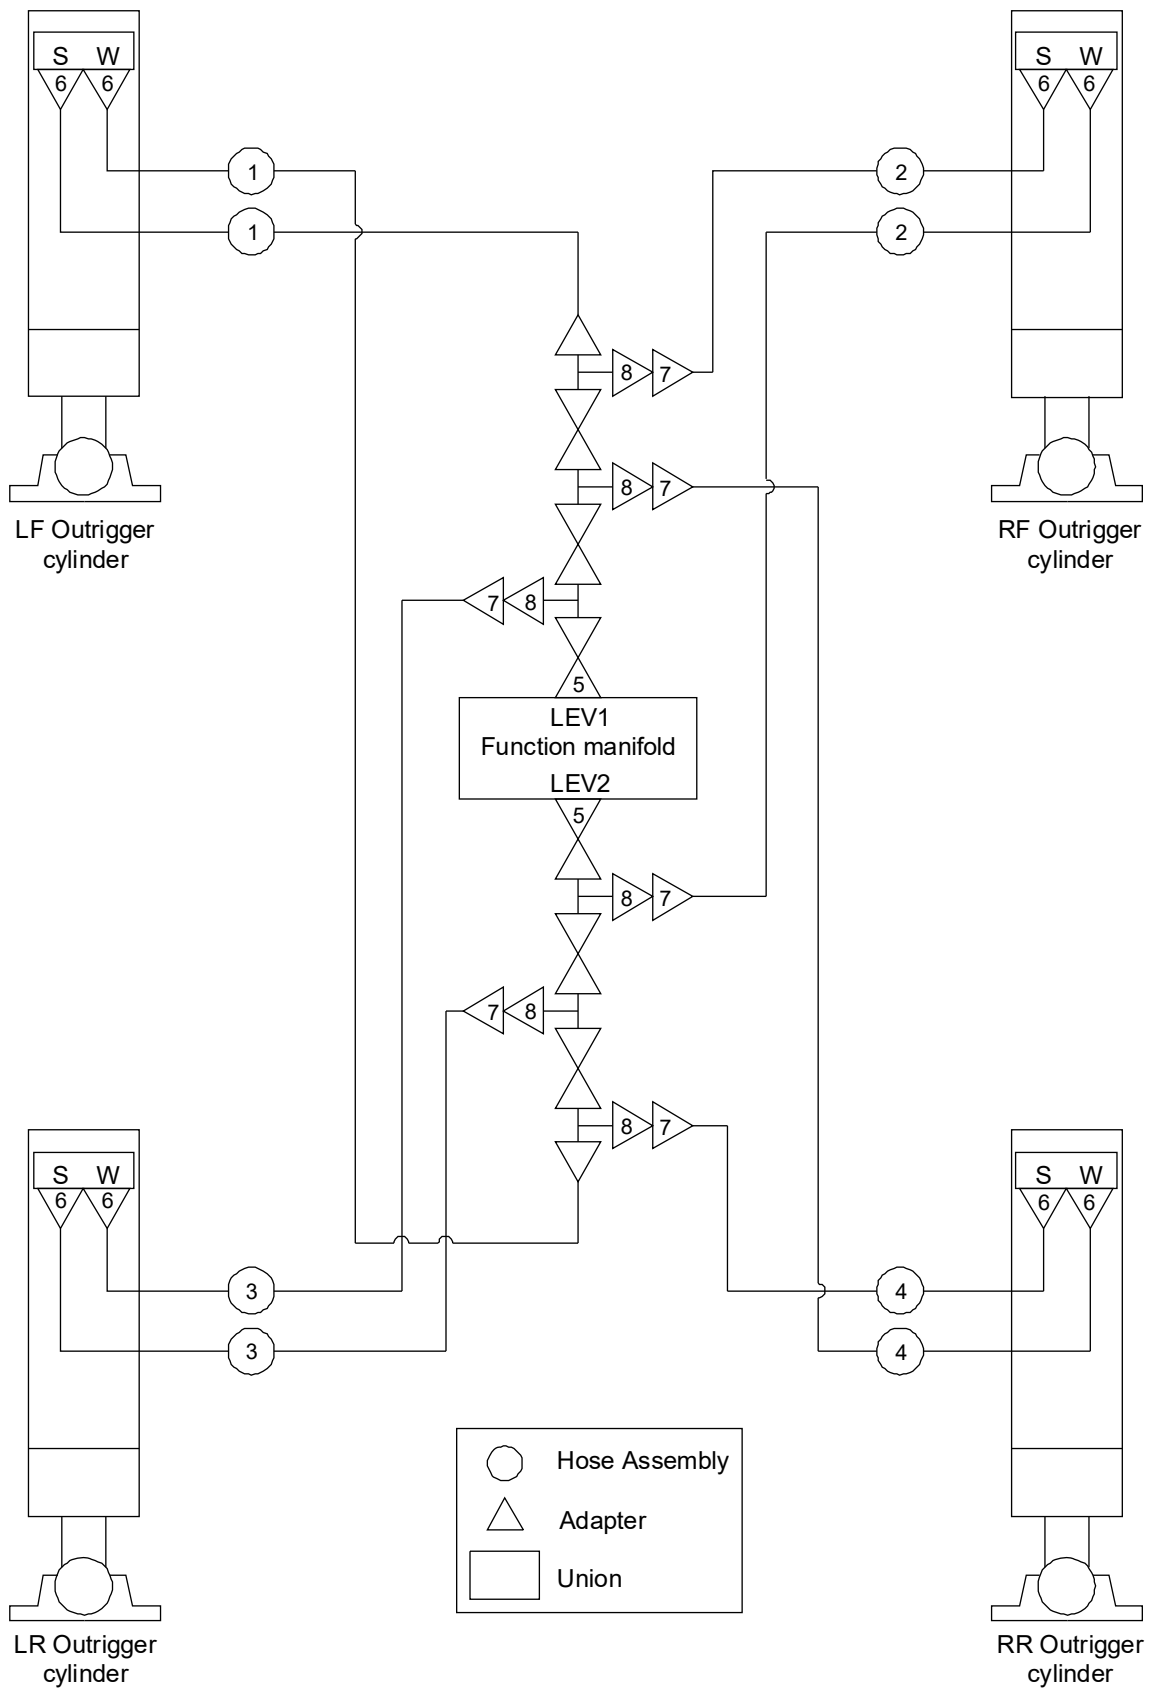 S W
6 6
S W
6 6
1
2
1
2
8 7
8 7
LF Outrigger
cylinder
RF Outrigger
cylinder
7 8
5
LEV1
Function manifold
LEV2
5
8 7
7 8
8 7
S W
6 6
S W
6 6
3
4
3
4
Hose Assembly
Adapter
Union
LR Outrigger
cylinder
RR Outrigger
cylinder